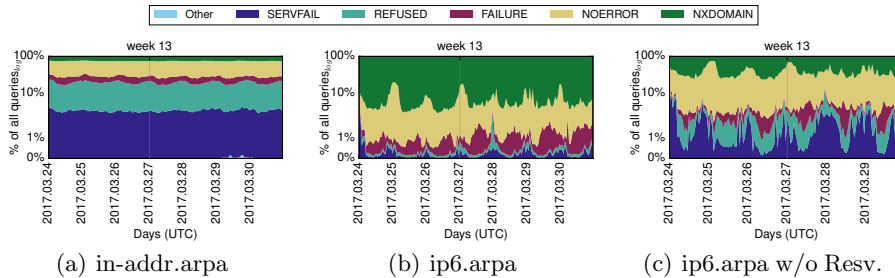 Other SERVFAIL REFUSED FAILURE NOERROR NXDOMAIN
week 13
100%
10%
1%
0%
% of all queries log
2017.03.24
2017.03.25
2017.03.26
2017.03.27
2017.03.28
2017.03.29
2017.03.30
Days (UTC)
(a) in-addr.arpa
week 13
100%
10%
1%
0%
% of all queries log
2017.03.24
2017.03.25
2017.03.26
2017.03.27
2017.03.28
2017.03.29
2017.03.30
Days (UTC)
(b) ip6.arpa
week 13
100%
10%
1%
0%
% of all queries log
2017.03.24
2017.03.25
2017.03.26
2017.03.27
2017.03.28
2017.03.29
Days (UTC)
(c) ip6.arpa w/o Resv.